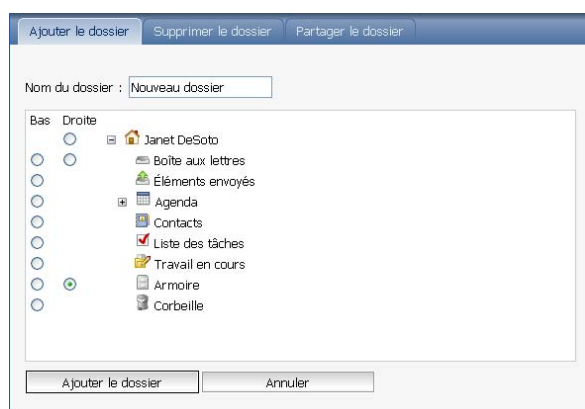 Ajouter le dossier Supprimer le dossier Partager le dossier
Nom du dossier : Nouveau dossier
Bas Droite
Janet DeSoto
Boîte aux lettres
Éléments envoyés
Agenda
Contacts
Liste des tâches
Travail en cours
Armoire
Corbeille
Ajouter le dossier Annuler